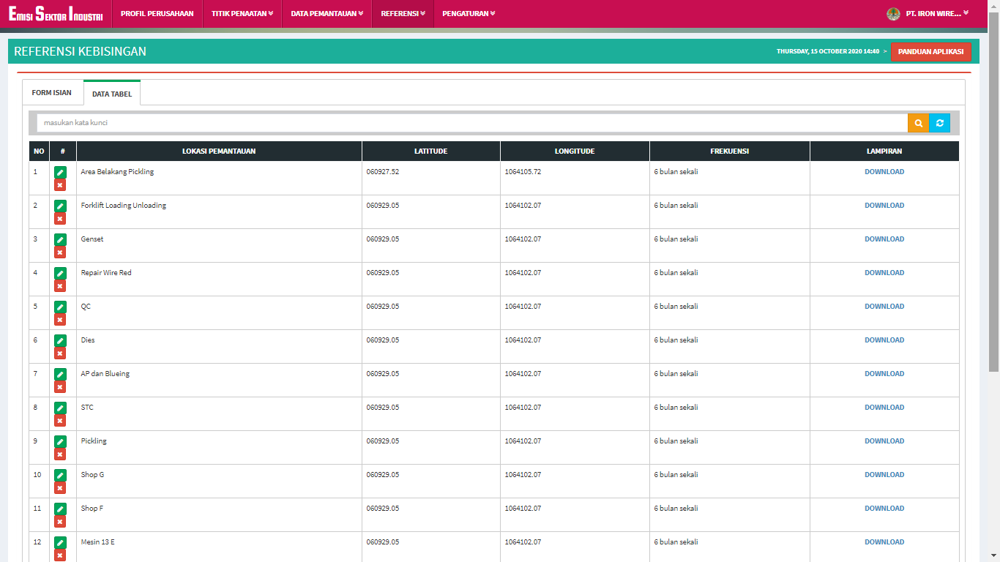 Emisi Sektor Industri PROFIL PERUSAHAAN TITIK PENAATAN DATA PEMANTAUAN REFERENSI PENGATURAN PT. IRON WIRE...
REFERENSI KEBISINGAN THURSDAY, 15 OCTOBER 2020 14:40 > PANDUAN APLIKASI
FORM ISIAN DATA TABEL
masukan kata kunci
NO # LOKASI PEMANTAUAN LATITUDE LONGITUDE FREKUENSI LAMPIRAN
1 Area Belakang Pickling 060927.52 1064105.72 6 bulan sekali DOWNLOAD
2 Forklift Loading Unloading 060929.05 1064102.07 6 bulan sekali DOWNLOAD
3 Genset 060929.05 1064102.07 6 bulan sekali DOWNLOAD
4 Repair Wire Red 060929.05 1064102.07 6 bulan sekali DOWNLOAD
5 QC 060929.05 1064102.07 6 bulan sekali DOWNLOAD
6 Dies 060929.05 1064102.07 6 bulan sekali DOWNLOAD
7 AP dan Blueing 060929.05 1064102.07 6 bulan sekali DOWNLOAD
8 STC 060929.05 1064102.07 6 bulan sekali DOWNLOAD
9 Pickling 060929.05 1064102.07 6 bulan sekali DOWNLOAD
10 Shop G 060929.05 1064102.07 6 bulan sekali DOWNLOAD
11 Shop F 060929.05 1064102.07 6 bulan sekali DOWNLOAD
12 Mesin 13 E 060929.05 1064102.07 6 bulan sekali DOWNLOAD